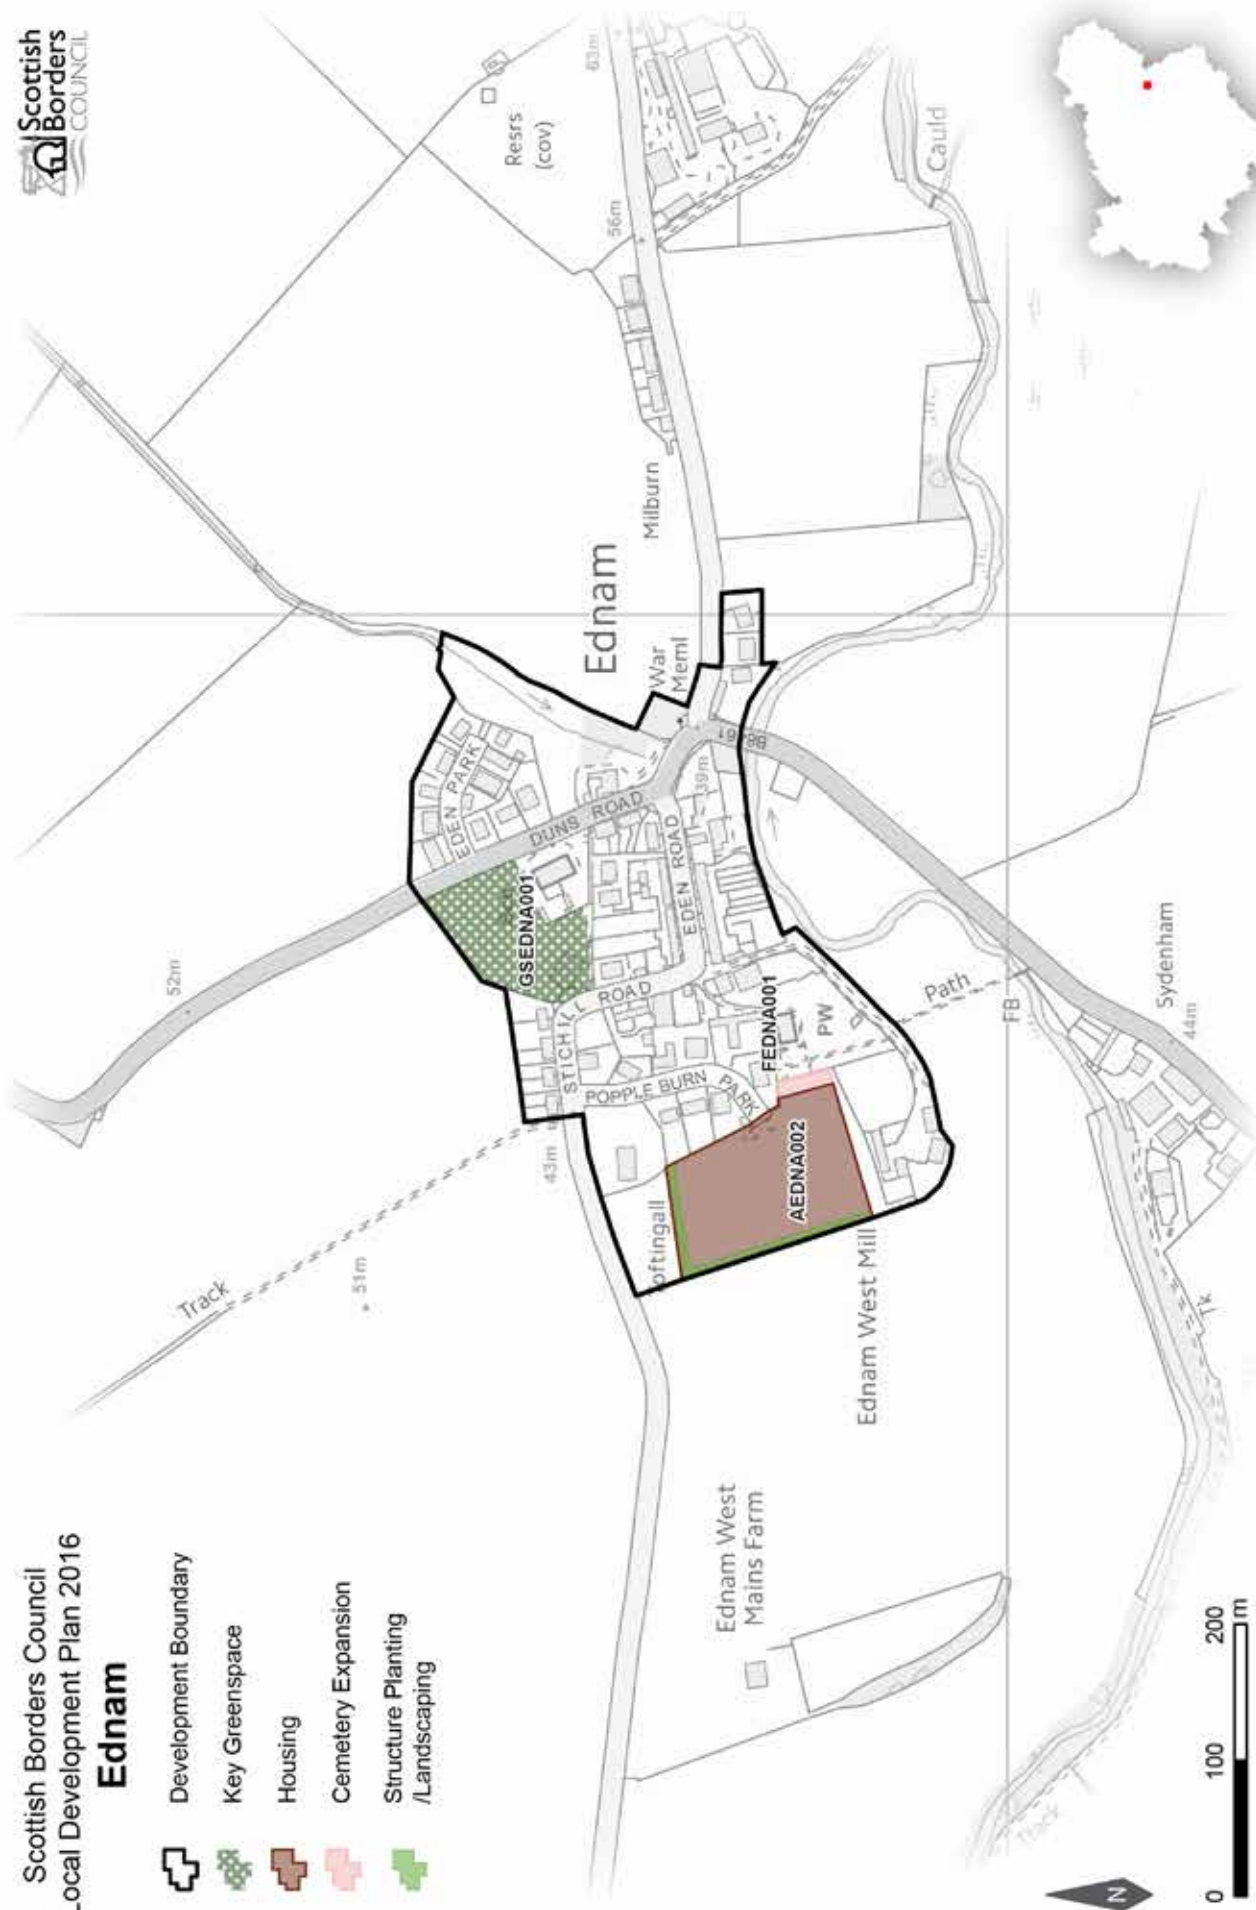 Scottish Borders Council
Local Development Plan 2016
Ednam
Development Boundary
Key Greenspace
Housing
Cemetery Expansion
Structure Planting
/Landscaping
Scottish
Borders
COUNCIL
Track
52m
51m
43m
Resrs
(cov)
63m
56m
Milburn
Ednam
War
Meml
EDEN PARK
DUNS ROAD
GSEDNA001
STICHILL ROAD
EDEN ROAD
39m
B6461
POPPLE BURN PARK
FEDNA001
PW
AEDNA002
oftingall
Ednam West Mill
Ednam West
Mains Farm
Path
FB
Sydenham
44m
Cauld
Tk
Track
N
0
100
200
m